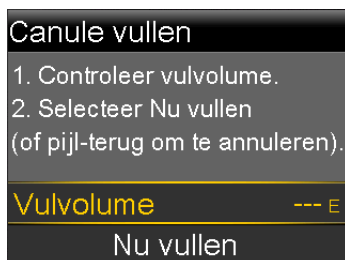 Canule vullen
1. Controleer vulvolume.
2. Selecteer Nu vullen
(of pijl-terug om te annuleren).
Vulvolume --- E
Nu vullen